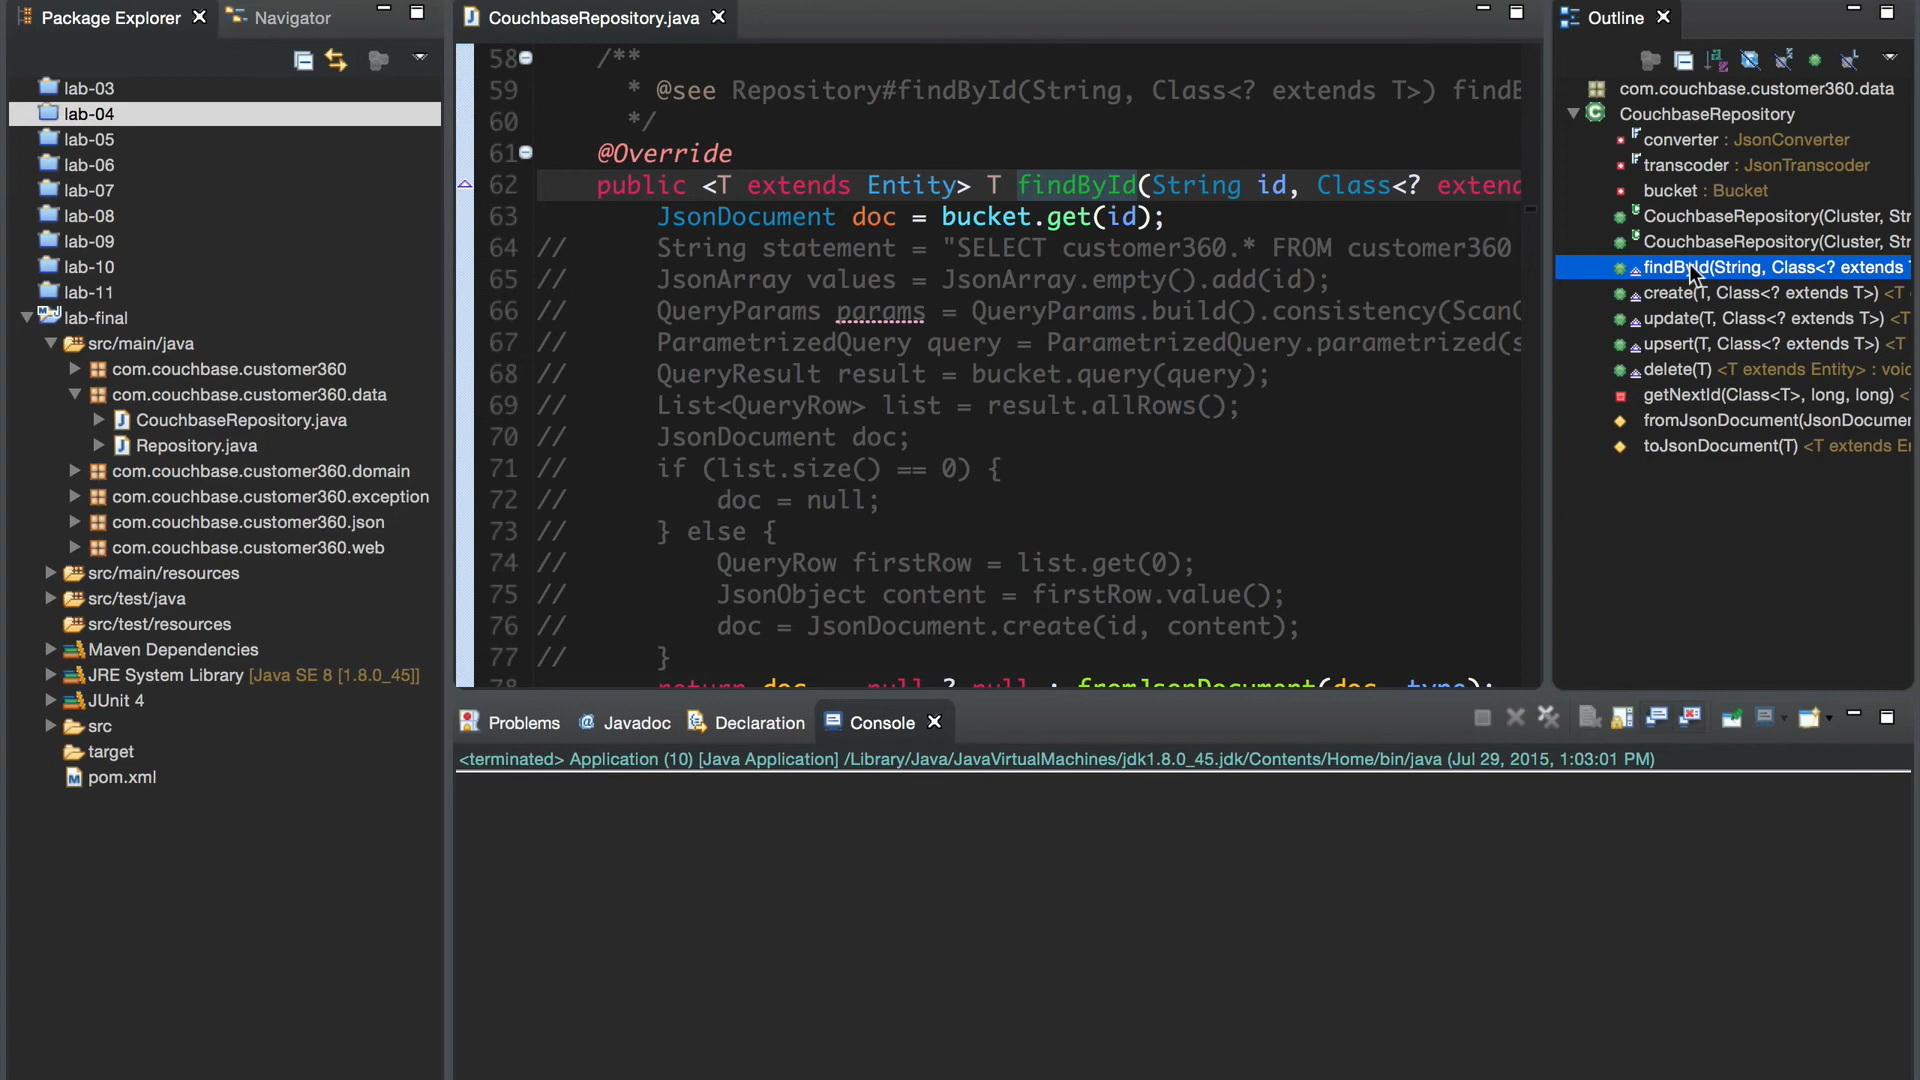 Package Explorer
Navigator
lab-03
lab-04
lab-05
lab-06
lab-07
lab-08
lab-09
lab-10
lab-11
lab-final
src/main/java
com.couchbase.customer360
com.couchbase.customer360.data
CouchbaseRepository.java
Repository.java
com.couchbase.customer360.domain
com.couchbase.customer360.exception
com.couchbase.customer360.json
com.couchbase.customer360.web
src/main/resources
src/test/java
src/test/resources
Maven Dependencies
JRE System Library [Java SE 8 [1.8.0_45]]
JUnit 4
src
target
pom.xml
CouchbaseRepository.java
58 /**
59 * @see Repository#findById(String, Class<? extends T>) findB
60 */
61 @Override
62 public <T extends Entity> T findById(String id, Class<? extend
63 JsonDocument doc = bucket.get(id);
64 // String statement = "SELECT customer360.* FROM customer360
65 // JsonArray values = JsonArray.empty().add(id);
66 // QueryParams params = QueryParams.build().consistency(Scan
67 // ParametrizedQuery query = ParametrizedQuery.parametrized(s
68 // QueryResult result = bucket.query(query);
69 // List<QueryRow> list = result.allRows();
70 // JsonDocument doc;
71 // if (list.size() == 0) {
72 // doc = null;
73 // } else {
74 // QueryRow firstRow = list.get(0);
75 // JsonObject content = firstRow.value();
76 // doc = JsonDocument.create(id, content);
77 // }
78 return doc == null ? null : fromJsonDocument(doc, type);
Outline
com.couchbase.customer360.data
CouchbaseRepository
converter : JsonConverter
transcoder : JsonTranscoder
bucket : Bucket
CouchbaseRepository(Cluster, Str
CouchbaseRepository(Cluster, Str
findById(String, Class<? extends T
create(T, Class<? extends T>) <T
update(T, Class<? extends T>) <T
upsert(T, Class<? extends T>) <T
delete(T) <T extends Entity> : void
getNextId(Class<T>, long, long) <
fromJsonDocument(JsonDocumer
toJsonDocument(T) <T extends E
Problems
Javadoc
Declaration
Console
<terminated> Application (10) [Java Application] /Library/Java/JavaVirtualMachines/jdk1.8.0_45.jdk/Contents/Home/bin/java (Jul 29, 2015, 1:03:01 PM)